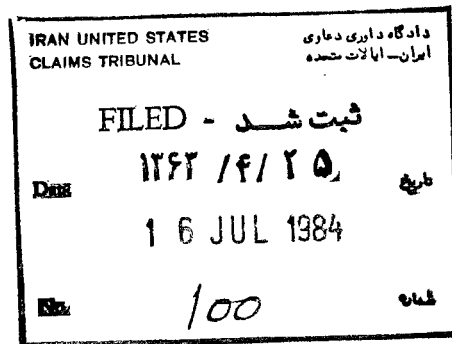 IRAN UNITED STATES
CLAIMS TRIBUNAL
دادگاه داوری دعاوی
ایران - ایالات متحده
FILED - ثبت شد
Date ۱۳۶۳ /۴/ ۲۵ تاریخ
16 JUL 1984
No. 100 شماره